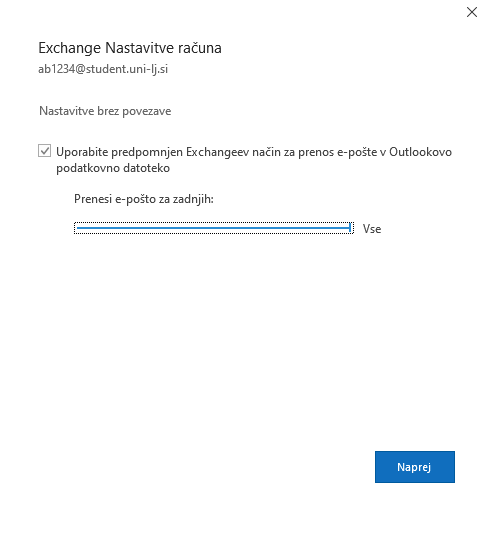 Exchange Nastavitve računa
ab1234@student.uni-lj.si
Nastavitve brez povezave
Uporabite predpomnjen Exchangeev način za prenos e-pošte v Outlookovo
podatkovno datoteko
Prenesi e-pošto za zadnjih:
Vse
Naprej